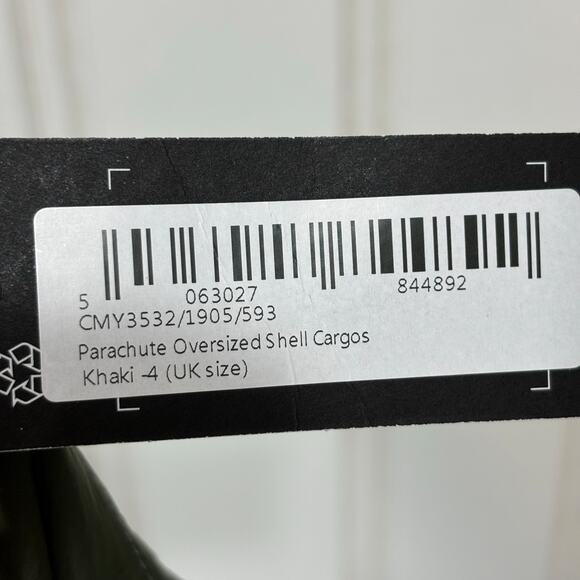 5 063027 844892
CMY3532/1905/593
Parachute Oversized Shell Cargos
Khaki -4 (UK size)